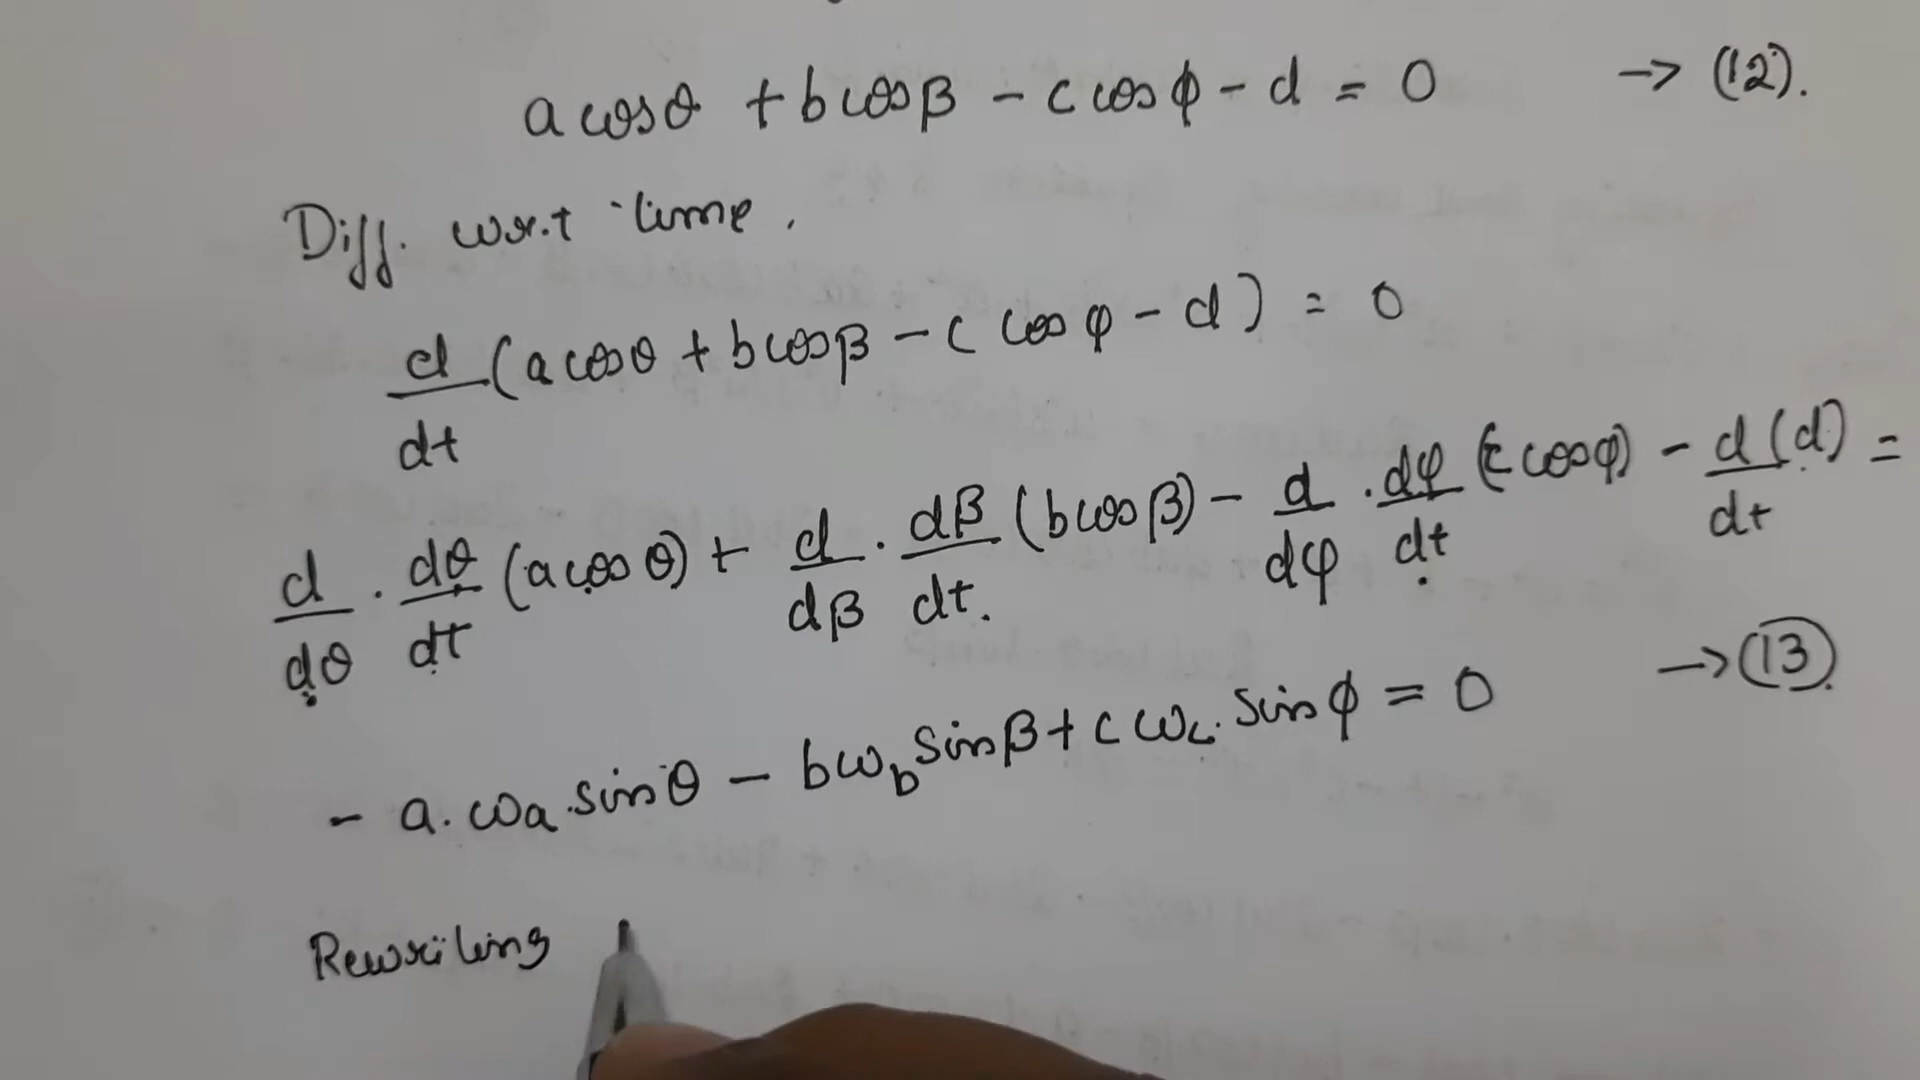 a cosθ + b cosβ - c cosϕ - d = 0 → (12).
Diff. w.r.t time.
d/dt (a cosθ + b cosβ - c cosφ - d) = 0
d/dθ . dθ/dt (a cosθ) + d/dβ . dβ/dt. (b cosβ) - d/dφ . dφ/dt (c cosφ) - d(d)/dt =
- a. ωa . sinθ - bωb sinβ + c ωc. sinϕ = 0 → (13).
Rewriting